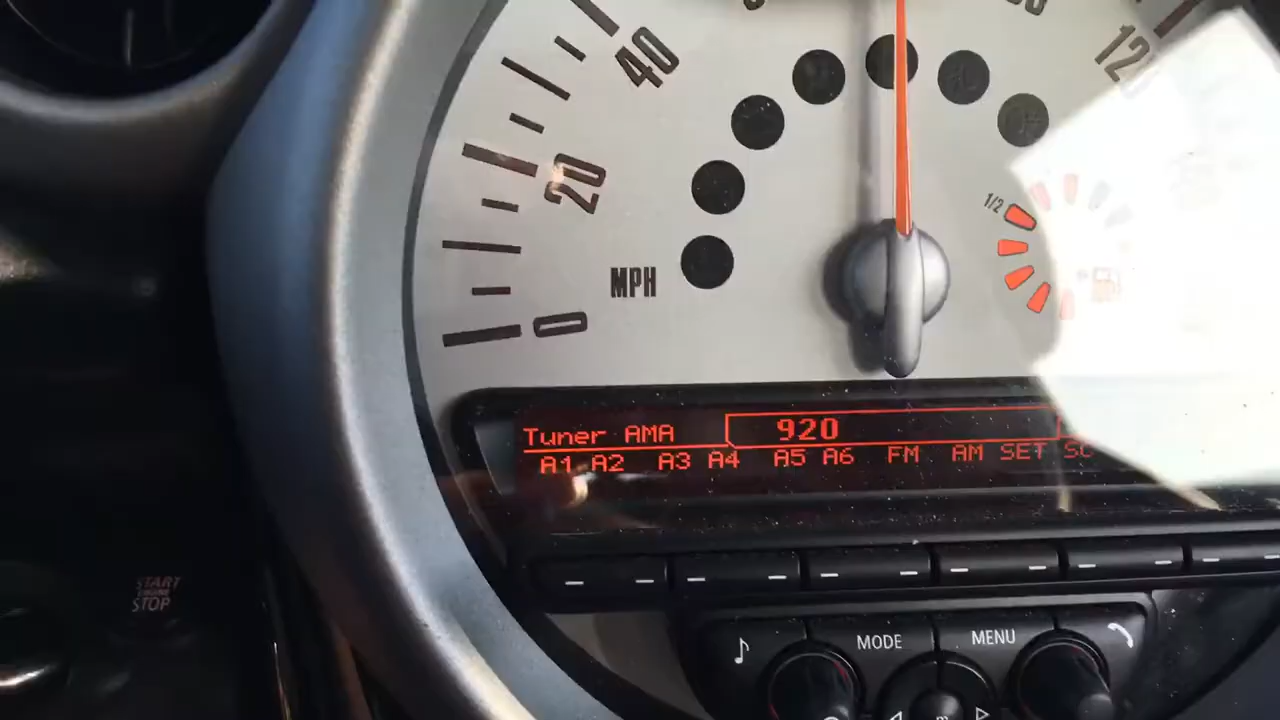 40
20
MPH
0
1/2
Tuner AMA 920
A1 A2 A3 A4 A5 A6 FM AM SET
START
ENGINE
STOP
MODE MENU